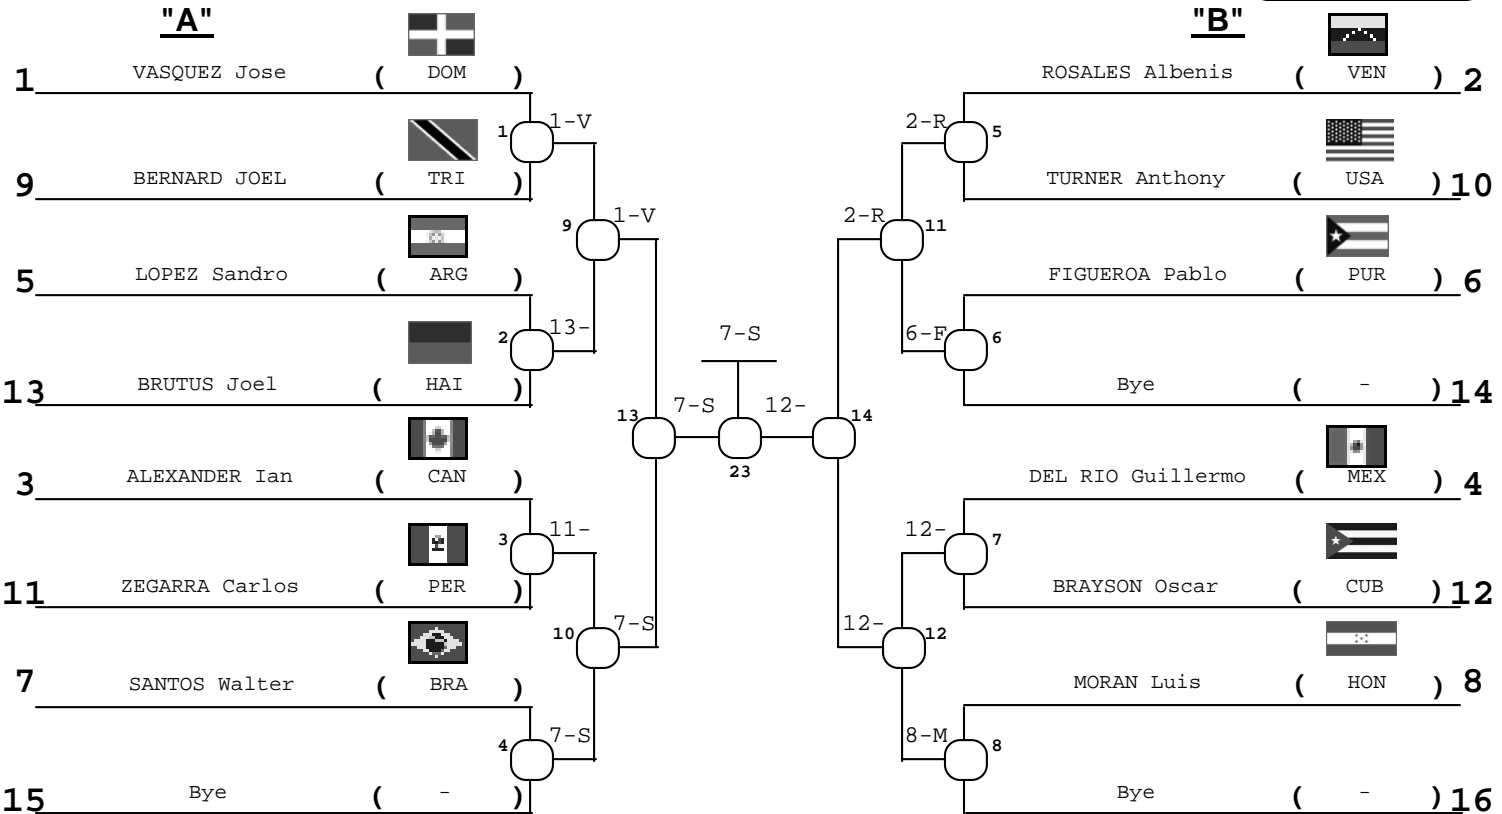 "A"
1 VASQUEZ Jose ( DOM )
1 1-V
9 BERNARD JOEL ( TRI )
9 1-V
5 LOPEZ Sandro ( ARG )
2 13-
13 BRUTUS Joel ( HAI )
13 7-S
3 ALEXANDER Ian ( CAN )
3 11-
11 ZEGARRA Carlos ( PER )
10 7-S
7 SANTOS Walter ( BRA )
4 7-S
15 Bye ( - )
7-S
23
"B"
ROSALES Albenis ( VEN ) 2
2-R 5
TURNER Anthony ( USA ) 10
2-R 11
FIGUEROA Pablo ( PUR ) 6
6-F 6
Bye ( - ) 14
12- 14
DEL RIO Guillermo ( MEX ) 4
12- 7
BRAYSON Oscar ( CUB ) 12
12- 12
MORAN Luis ( HON ) 8
8-M 8
Bye ( - ) 16